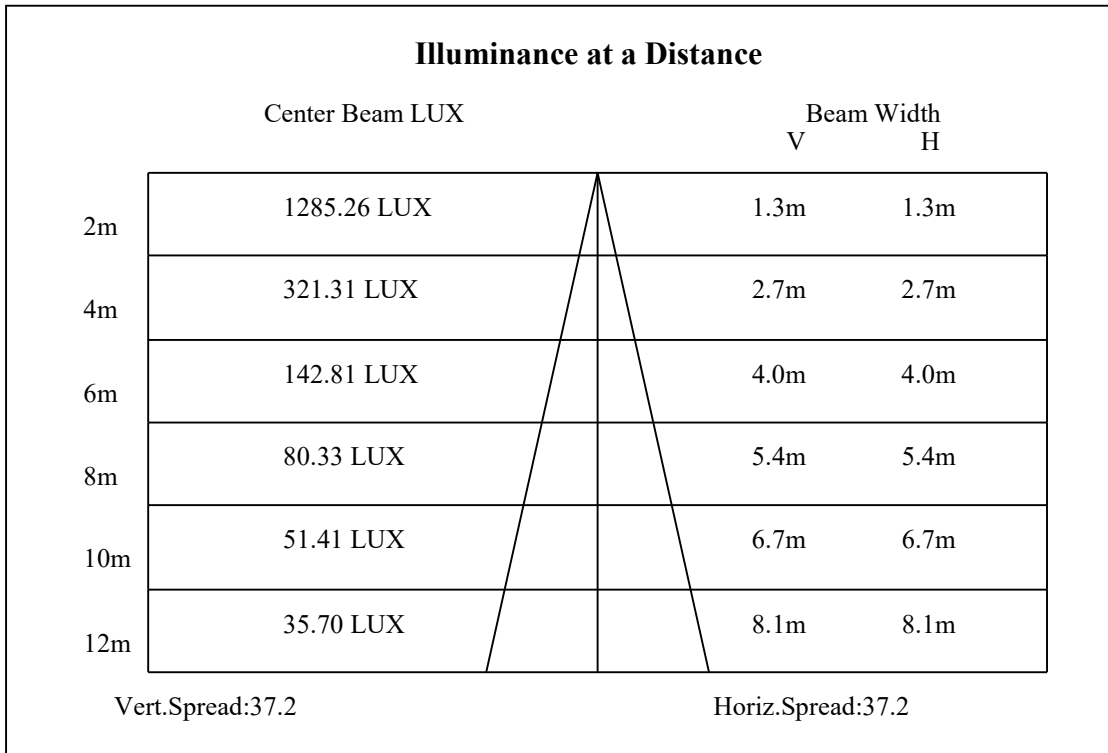 Illuminance at a Distance
Center Beam LUX Beam Width
V H
2m 1285.26 LUX 1.3m 1.3m
4m 321.31 LUX 2.7m 2.7m
6m 142.81 LUX 4.0m 4.0m
8m 80.33 LUX 5.4m 5.4m
10m 51.41 LUX 6.7m 6.7m
12m 35.70 LUX 8.1m 8.1m
Vert.Spread:37.2 Horiz.Spread:37.2